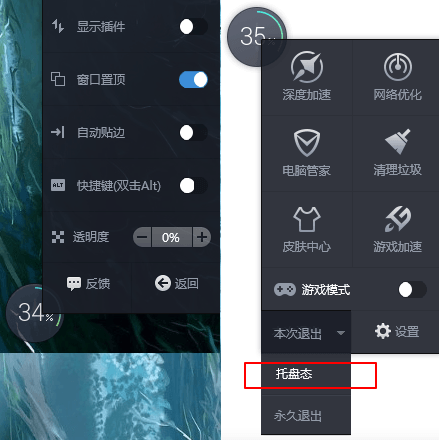 显示插件
窗口置顶
自动贴边
ALT 快捷键(双击Alt)
透明度 − 0% +
反馈 返回
34%
35%
深度加速 网络优化
电脑管家 清理垃圾
皮肤中心 游戏加速
游戏模式
本次退出 设置
托盘态
永久退出